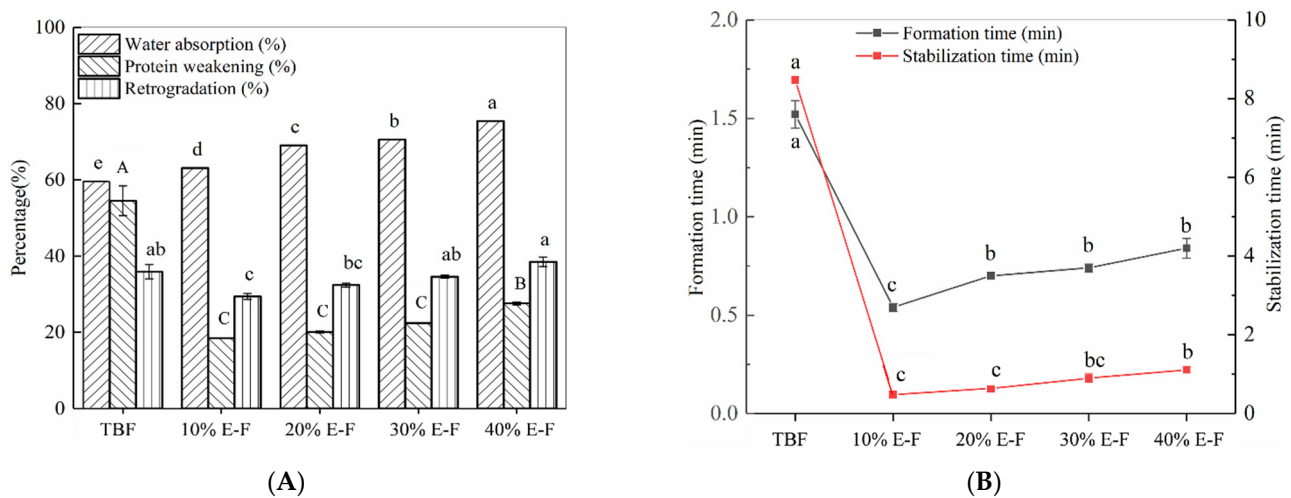 100
80
60
40
20
0
Percentage(%)
Water absorption (%)
Protein weakening (%)
Retrogradation (%)
e
A
ab
d
C
c
c
C
bc
b
C
ab
a
B
a
TBF 10% E-F 20% E-F 30% E-F 40% E-F
(A)
2.0
1.5
1.0
0.5
0.0
Formation time (min)
Formation time (min)
Stabilization time (min)
a
a
c
b
b
b
c
c
bc
b
10
8
6
4
2
0
Stabilization time (min)
TBF 10% E-F 20% E-F 30% E-F 40% E-F
(B)